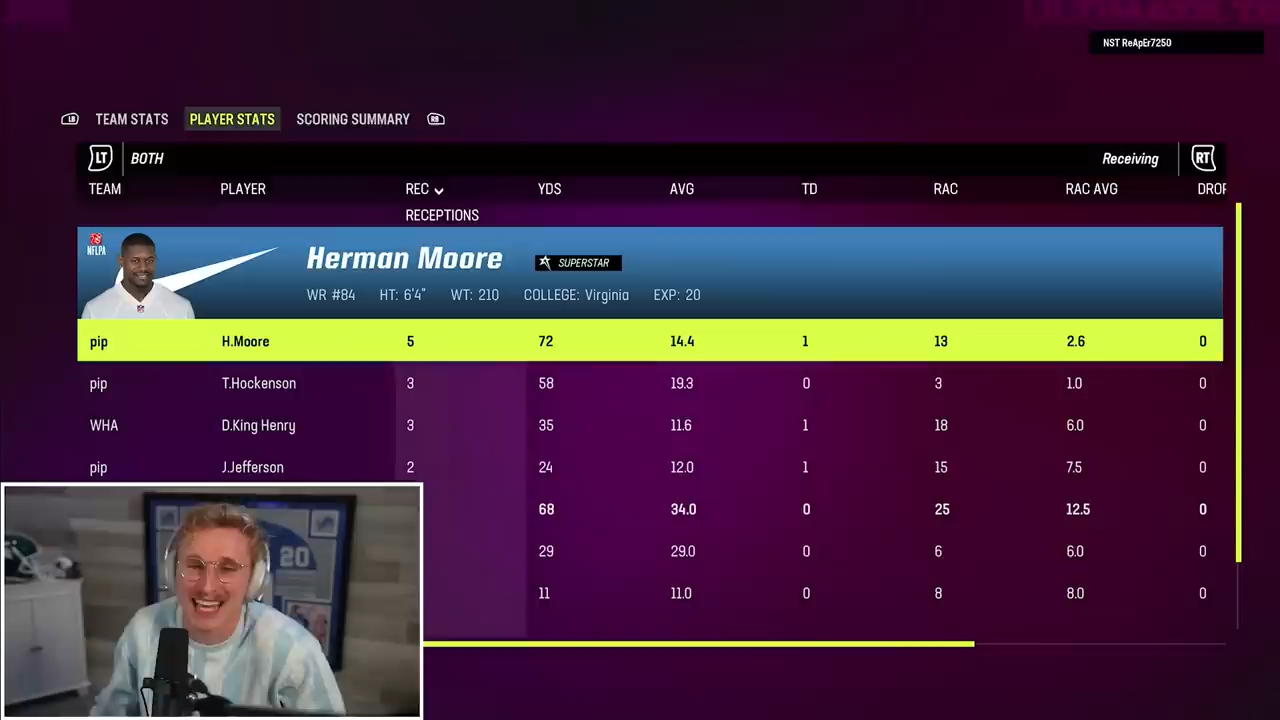 NST ReApEr7250
LB TEAM STATS PLAYER STATS SCORING SUMMARY RB
LT BOTH Receiving RT
TEAM PLAYER REC YDS AVG TD RAC RAC AVG DROP
RECEPTIONS
NFLPA
Herman Moore SUPERSTAR
WR #84 HT: 6'4" WT: 210 COLLEGE: Virginia EXP: 20
pip H.Moore 5 72 14.4 1 13 2.6 0
pip T.Hockenson 3 58 19.3 0 3 1.0 0
WHA D.King Henry 3 35 11.6 1 18 6.0 0
pip J.Jefferson 2 24 12.0 1 15 7.5 0
68 34.0 0 25 12.5 0
29 29.0 0 6 6.0 0
11 11.0 0 8 8.0 0
20